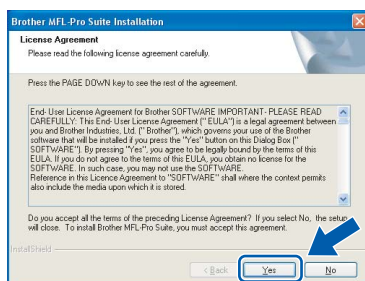 Brother MFL-Pro Suite Installation
License Agreement
Please read the following license agreement carefully.
Press the PAGE DOWN key to see the rest of the agreement.
End- User License Agreement for Brother SOFTWARE IMPORTANT- PLEASE READ
CAREFULLY: This End- User License Agreement ("EULA") is a legal agreement between
you and Brother Industries, Ltd. (" Brother"), which governs your use of the Brother
software that will be installed if you press the "Yes" button on this Dialog Box ("
SOFTWARE"). By pressing "Yes", you agree to be legally bound by the terms of this
EULA. If you do not agree to the terms of this EULA, you obtain no license for the
SOFTWARE. In such case, you may not use the SOFTWARE.
Reference in this Licence Agreement to "SOFTWARE" shall where the context permits
also include the media upon which it is stored.
Do you accept all the terms of the preceding License Agreement? If you select No, the setup
will close. To install Brother MFL-Pro Suite, you must accept this agreement.
InstallShield
< Back
Yes
No